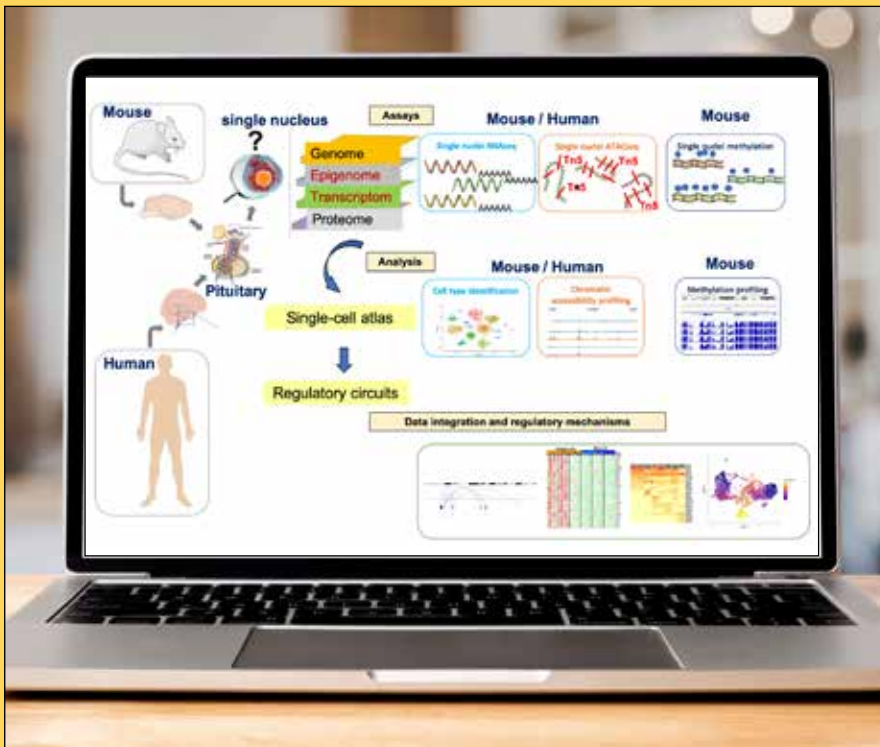 Mouse
single nucleus
?
Assays
Mouse / Human
Mouse
Single nuclei RNAseq
Single nuclei ATACseq
Single nuclei methylation
Genome
Epigenome
Transcriptom
Proteome
Tn5
Tn5
Tn5
Tn5
Pituitary
Analysis
Mouse / Human
Mouse
Cell type identification
Chromatin
accessibility profiling
Methylation profiling
Single-cell atlas
Human
Regulatory circuits
Data integration and regulatory mechanisms